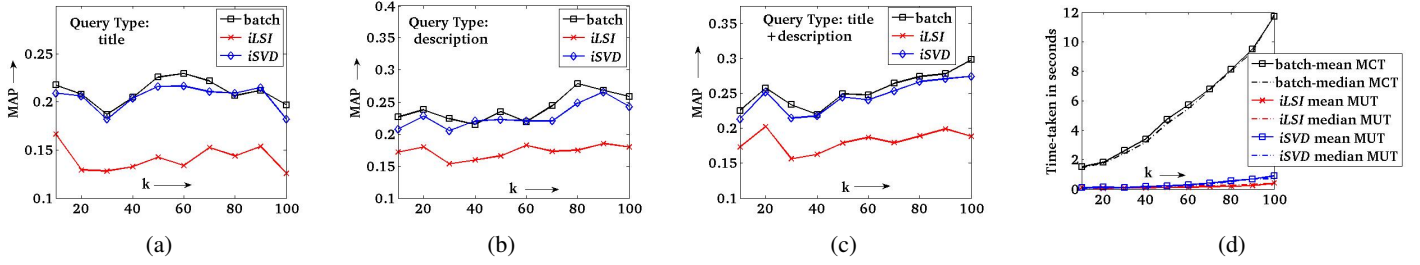 MAP
0.25
0.2
0.15
0.1
20
40
60
80
100
k
Query Type:
title
batch
iLSI
iSVD
(a)
MAP
0.35
0.3
0.25
0.2
0.15
0.1
20
40
60
80
100
k
Query Type:
description
batch
iLSI
iSVD
(b)
MAP
0.35
0.3
0.25
0.2
0.15
0.1
20
40
60
80
100
k
Query Type: title
+description
batch
iLSI
iSVD
(c)
Time-taken in seconds
12
10
8
6
4
2
0
20
40
60
80
100
k
batch-mean MCT
batch-median MCT
iLSI mean MUT
iLSI median MUT
iSVD mean MUT
iSVD median MUT
(d)